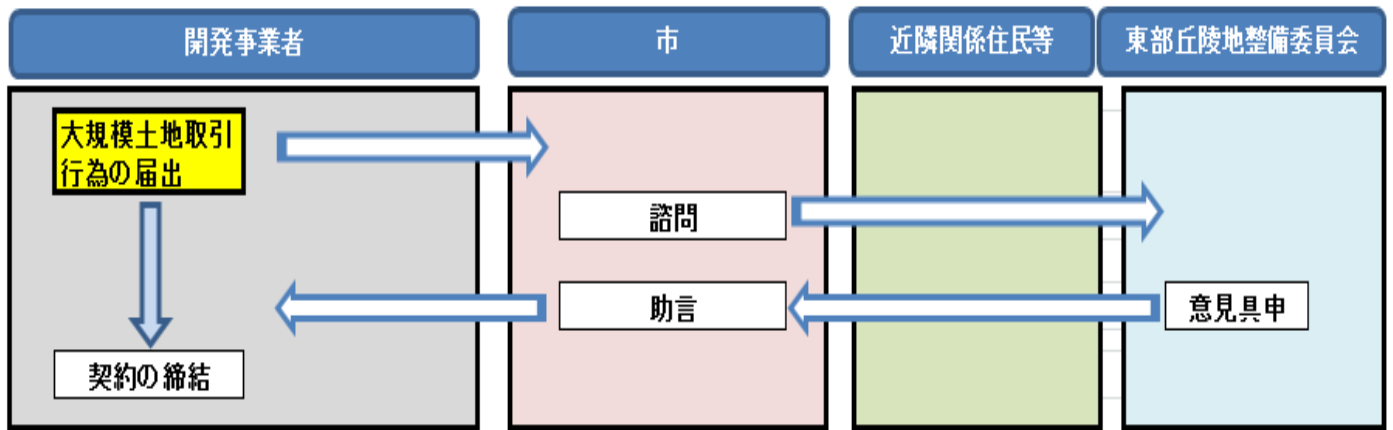 開発事業者
市
近隣関係住民等
東部丘陵地整備委員会
大規模土地取引
行為の届出
諮問
助言
意見具申
契約の締結